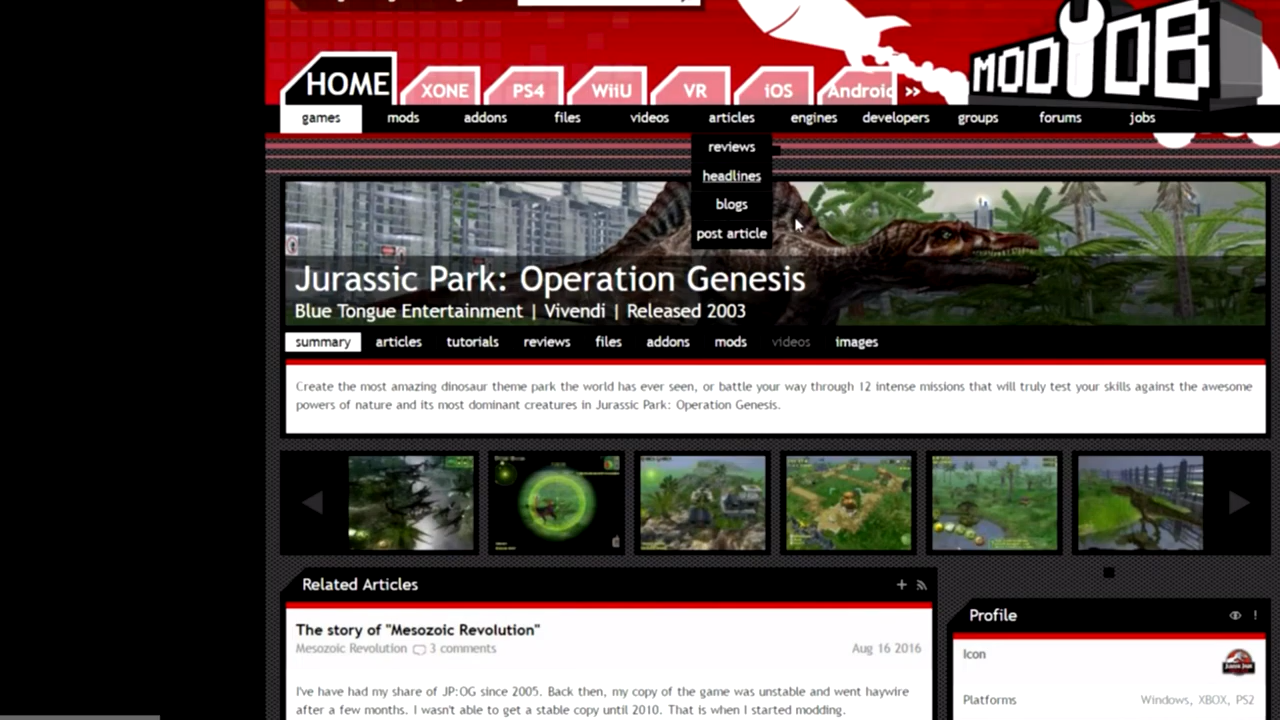 MOD DB
HOME XONE PS4 WiiU VR iOS Android »
games mods addons files videos articles engines developers groups forums jobs
reviews
headlines
blogs
post article
Jurassic Park: Operation Genesis
Blue Tongue Entertainment | Vivendi | Released 2003
summary articles tutorials reviews files addons mods videos images
Create the most amazing dinosaur theme park the world has ever seen, or battle your way through 12 intense missions that will truly test your skills against the awesome
powers of nature and its most dominant creatures in Jurassic Park: Operation Genesis.
Related Articles
The story of "Mesozoic Revolution"
Mesozoic Revolution 3 comments Aug 16 2016
I've have had my share of JP:OG since 2005. Back then, my copy of the game was unstable and went haywire
after a few months. I wasn't able to get a stable copy until 2010. That is when I started modding.
Profile
Icon
Platforms Windows, XBOX, PS2